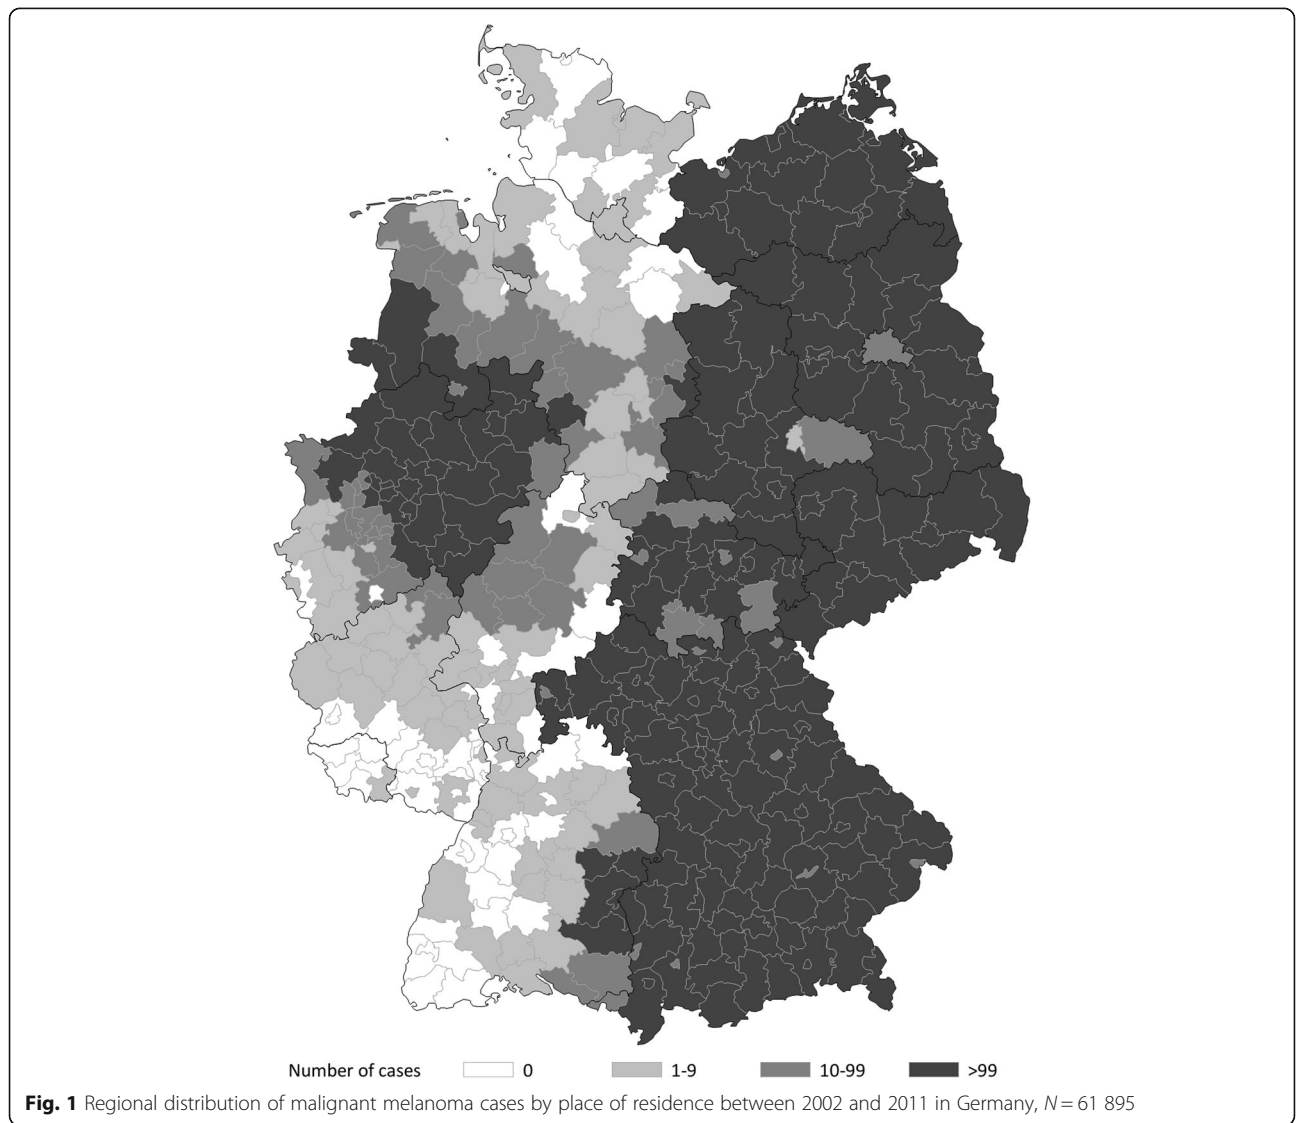 Number of cases 0 1-9 10-99 >99
Fig. 1 Regional distribution of malignant melanoma cases by place of residence between 2002 and 2011 in Germany, N = 61 895